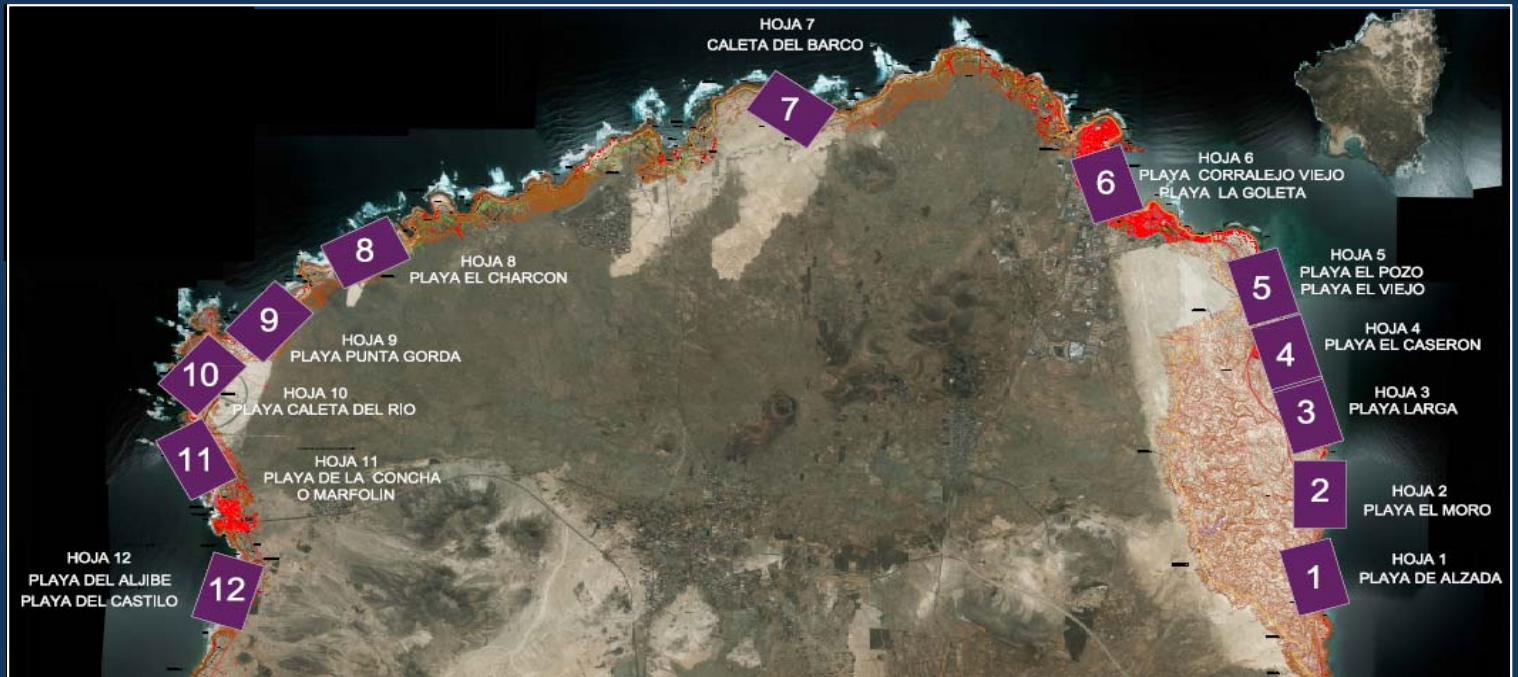 HOJA 7
CALETA DEL BARCO
7
HOJA 6
PLAYA CORRALEJO VIEJO
PLAYA LA GOLETA
6
HOJA 8
PLAYA EL CHARCON
8
HOJA 5
PLAYA EL POZO
PLAYA EL VIEJO
5
HOJA 9
PLAYA PUNTA GORDA
9
HOJA 4
PLAYA EL CASERON
4
HOJA 10
PLAYA CALETA DEL RIO
10
HOJA 3
PLAYA LARGA
3
HOJA 11
PLAYA DE LA CONCHA
O MARFOLIN
11
HOJA 2
PLAYA EL MORO
2
HOJA 12
PLAYA DEL ALJIBE
PLAYA DEL CASTILO
12
HOJA 1
PLAYA DE ALZADA
1